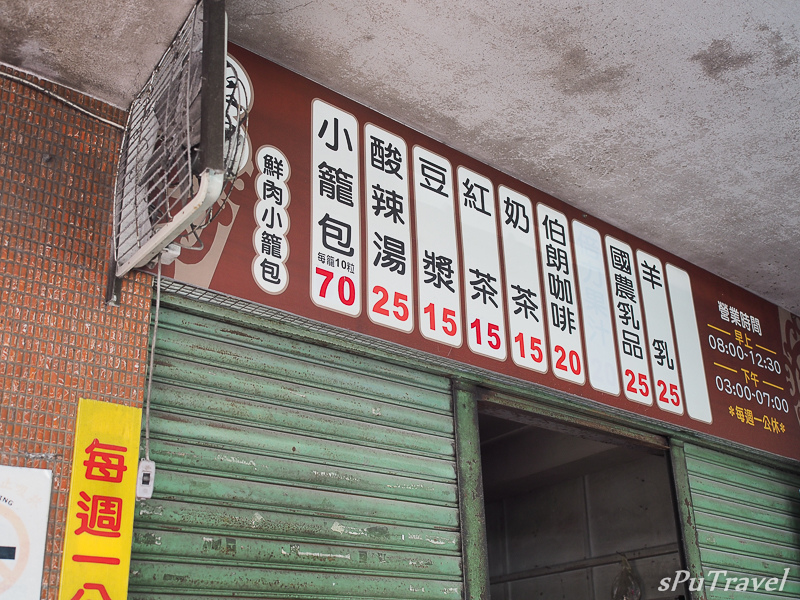 鮮肉小籠包
小籠包
每籠10粒
70
酸辣湯
25
豆漿
15
紅茶
15
奶茶
15
伯朗咖啡
20
國農乳品
25
羊乳
25
營業時間
早上
08:00-12:30
下午
03:00-07:00
*每週一公休*
每週一公
ENG
sPuTravel